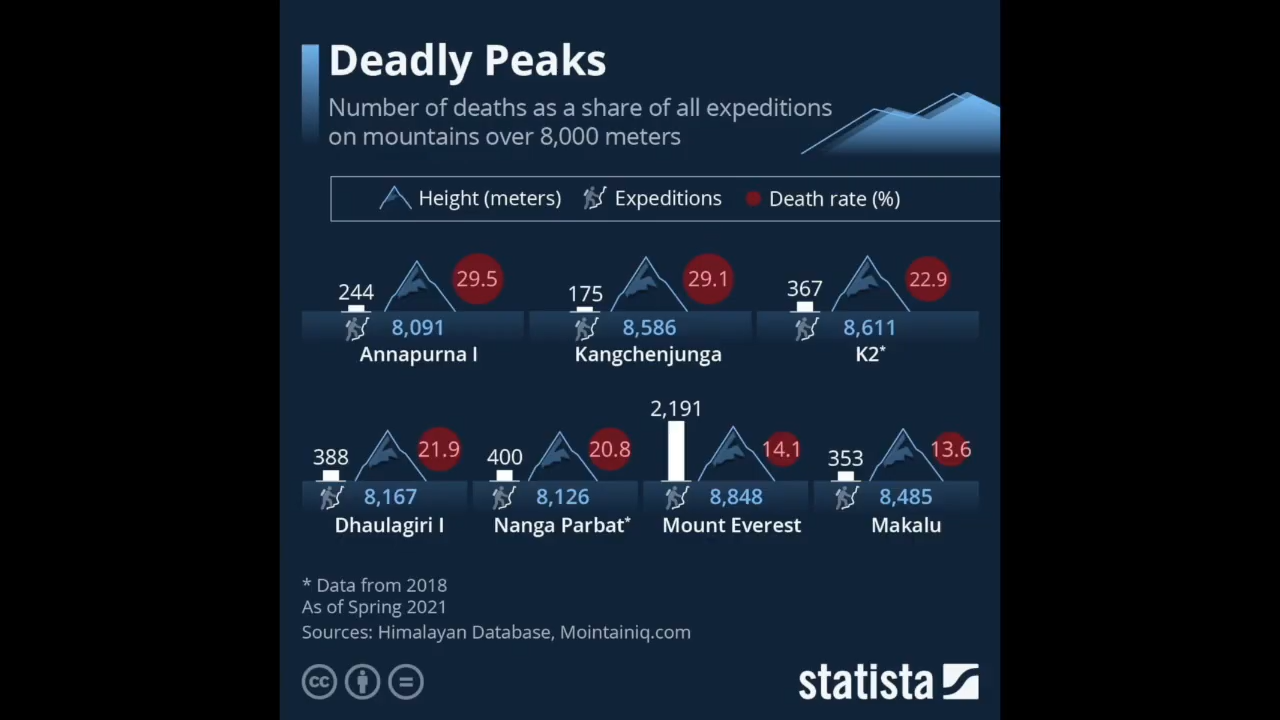 Deadly Peaks
Number of deaths as a share of all expeditions
on mountains over 8,000 meters
Height (meters) Expeditions Death rate (%)
244 29.5 175 29.1 367 22.9
8,091 8,586 8,611
Annapurna I Kangchenjunga K2*
388 21.9 400 20.8 2,191 14.1 353 13.6
8,167 8,126 8,848 8,485
Dhaulagiri I Nanga Parbat* Mount Everest Makalu
* Data from 2018
As of Spring 2021
Sources: Himalayan Database, Mointainiq.com
cc
statista